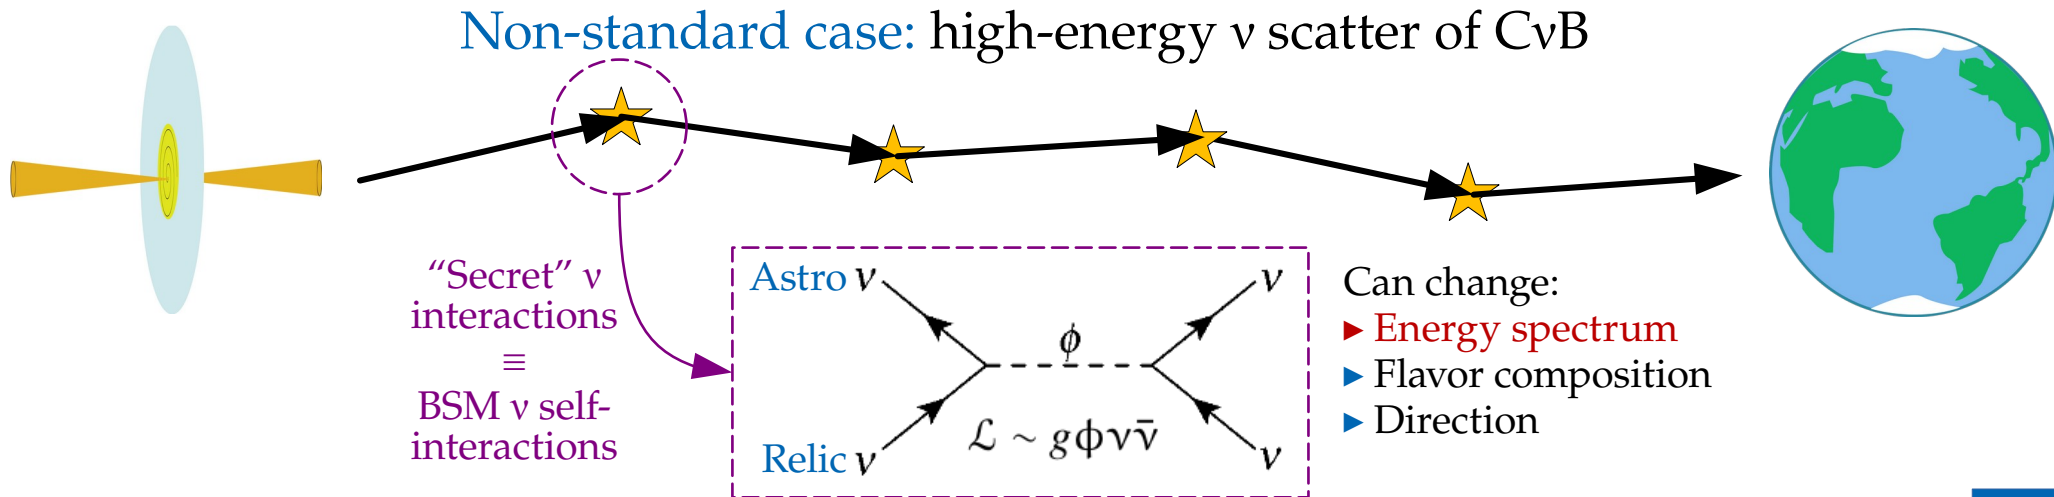 Non-standard case: high-energy ν scatter of CνB
“Secret” ν
interactions
≡
BSM ν self-
interactions
Astro ν
ν
ϕ
ℒ ~ gϕνν̄
Relic ν
ν
Can change:
▸ Energy spectrum
▸ Flavor composition
▸ Direction